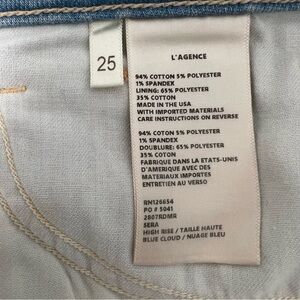 25
L'AGENCE
94% COTTON 5% POLYESTER
1% SPANDEX
LINING: 65% POLYESTER
35% COTTON
MADE IN THE USA
WITH IMPORTED MATERIALS
CARE INSTRUCTIONS ON REVERSE
94% COTON 5% POLYESTER
1% SPANDEX
DOUBLURE: 65% POLYESTER
35% COTON
FABRIQUE DANS LA ETATS-UNIS
D'AMERIQUE AVEC DES
MATERIAUX IMPORTES
ENTRETIEN AU VERSO
RN126654
PO # 5041
2807RDMR
SERA
HIGH RISE / TAILLE HAUTE
BLUE CLOUD / NUAGE BLEU